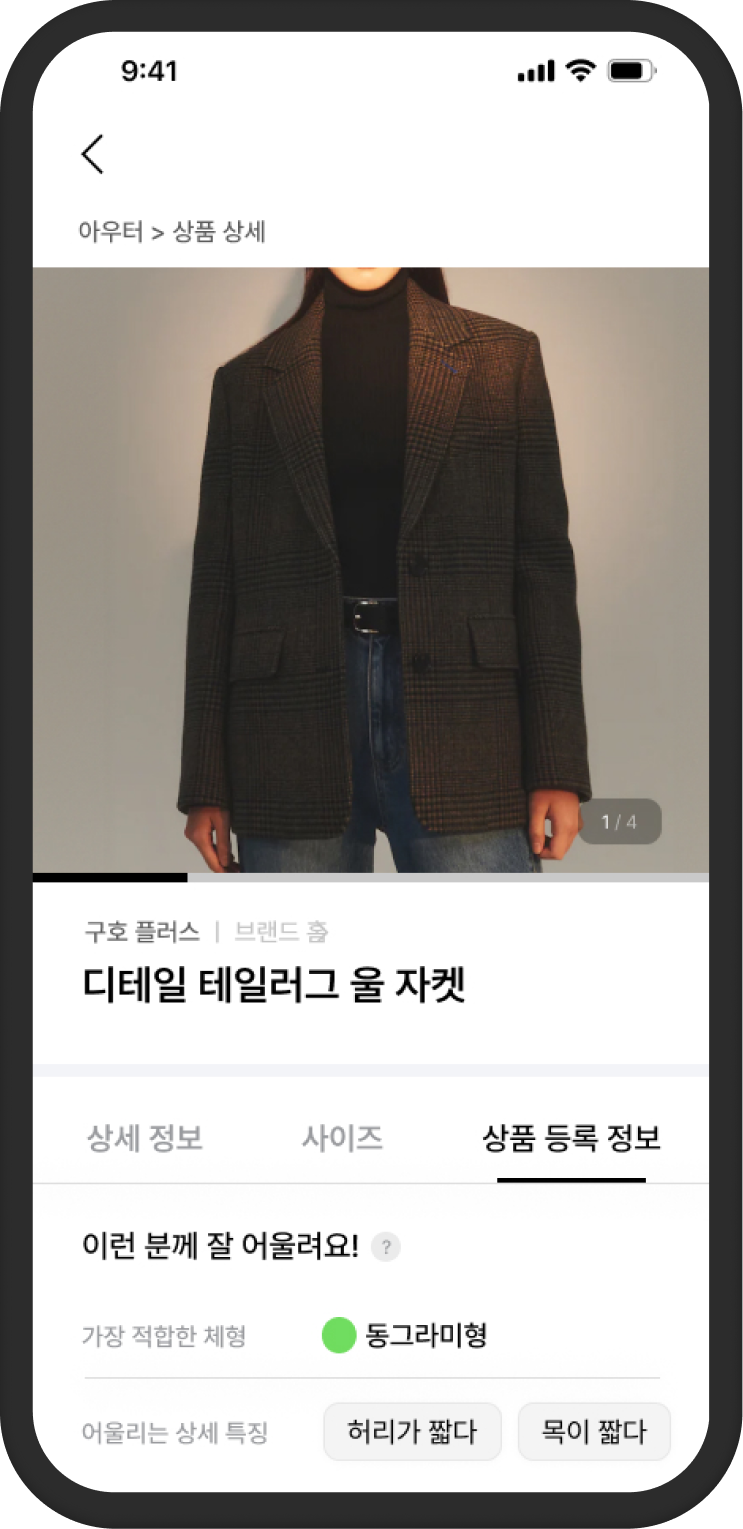 9:41
아우터 > 상품 상세
1 / 4
구호 플러스 | 브랜드 홈
디테일 테일러그 울 자켓
상세 정보 사이즈 상품 등록 정보
이런 분께 잘 어울려요! ?
가장 적합한 체형 동그라미형
어울리는 상세 특징 허리가 짧다 목이 짧다